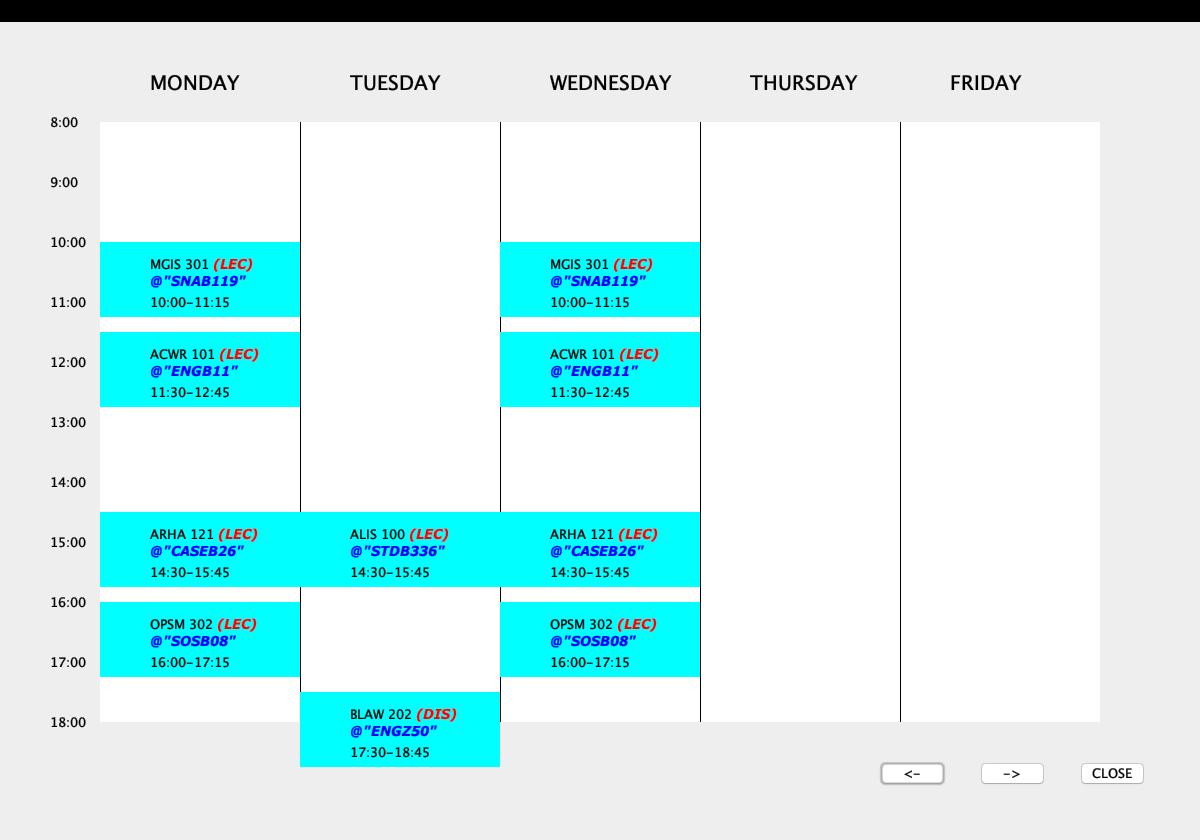 MONDAY TUESDAY WEDNESDAY THURSDAY FRIDAY
8:00
9:00
10:00
MGIS 301 (LEC) MGIS 301 (LEC)
@"SNAB119" @"SNAB119"
11:00 10:00-11:15 10:00-11:15
ACWR 101 (LEC) ACWR 101 (LEC)
12:00 @"ENGB11" @"ENGB11"
11:30-12:45 11:30-12:45
13:00
14:00
ARHA 121 (LEC) ALIS 100 (LEC) ARHA 121 (LEC)
15:00 @"CASEB26" @"STDB336" @"CASEB26"
14:30-15:45 14:30-15:45 14:30-15:45
16:00
OPSM 302 (LEC) OPSM 302 (LEC)
@"SOSB08" @"SOSB08"
17:00 16:00-17:15 16:00-17:15
BLAW 202 (DIS)
18:00 @"ENGZ50"
17:30-18:45
<- -> CLOSE